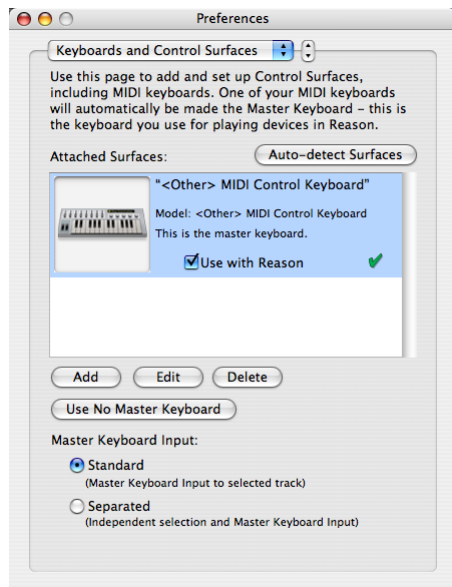 Preferences
Keyboards and Control Surfaces
Use this page to add and set up Control Surfaces,
including MIDI keyboards. One of your MIDI keyboards
will automatically be made the Master Keyboard – this is
the keyboard you use for playing devices in Reason.
Attached Surfaces:
Auto-detect Surfaces
“<Other> MIDI Control Keyboard”
Model: <Other> MIDI Control Keyboard
This is the master keyboard.
Use with Reason
Add
Edit
Delete
Use No Master Keyboard
Master Keyboard Input:
Standard
(Master Keyboard Input to selected track)
Separated
(Independent selection and Master Keyboard Input)